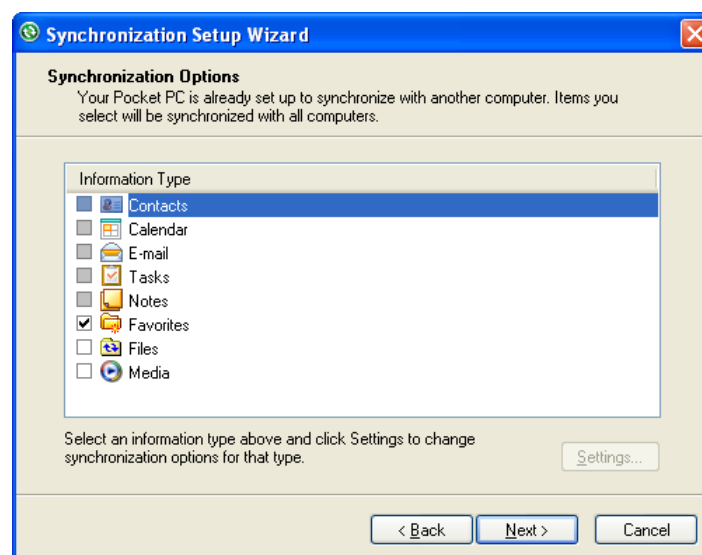 Synchronization Setup Wizard
Synchronization Options
Your Pocket PC is already set up to synchronize with another computer. Items you
select will be synchronized with all computers.
Information Type
Contacts
Calendar
E-mail
Tasks
Notes
Favorites
Files
Media
Select an information type above and click Settings to change
synchronization options for that type.
Settings...
< Back
Next >
Cancel